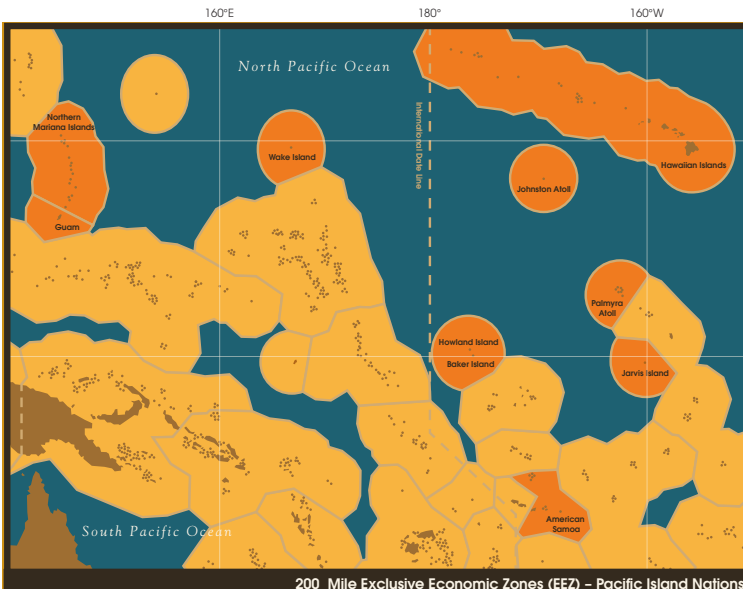 160°E
180°
160°W
North Pacific Ocean
International Date Line
Northern
Mariana Islands
Guam
Wake Island
Johnston Atoll
Hawaiian Islands
Palmyra
Atoll
Howland Island
Baker Island
Jarvis Island
American
Samoa
South Pacific Ocean
200 Mile Exclusive Economic Zones (EEZ) – Pacific Island Nations